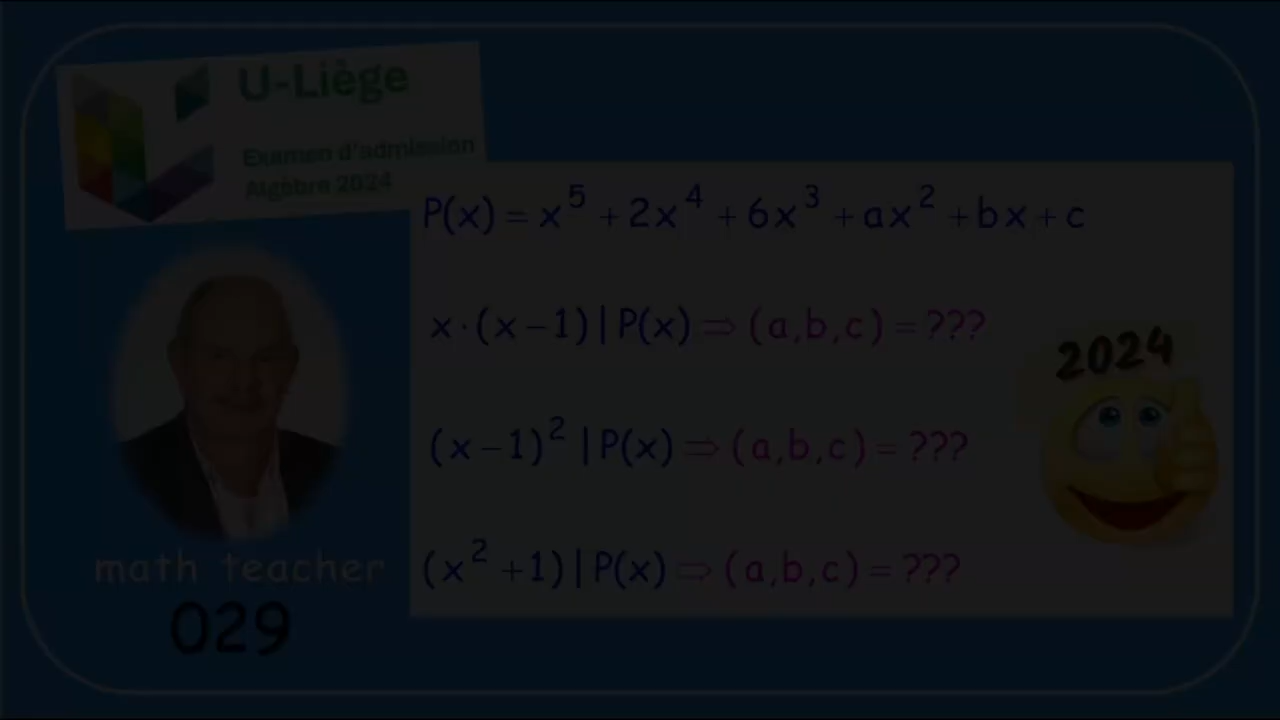 U-Liège
Examen d'admission
Algèbre 2024
P(x) = x⁵ + 2x⁴ + 6x³ + ax² + bx + c
x·(x-1)|P(x) ⇒ (a,b,c) = ???
2024
(x-1)² |P(x) ⇒ (a,b,c) = ???
(x² +1)|P(x) ⇒ (a,b,c) = ???
math teacher
029